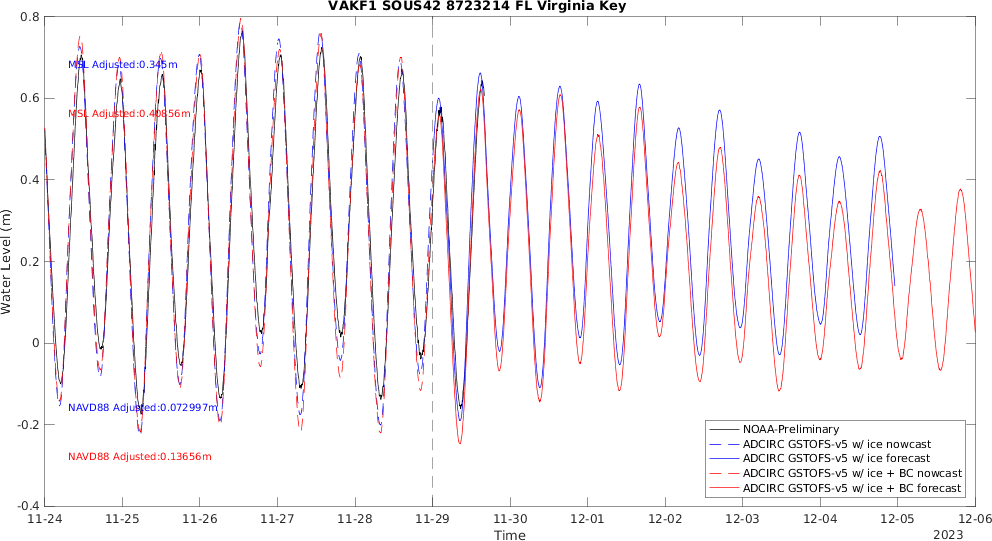 VAKF1 SOUS42 8723214 FL Virginia Key
0.8
0.6
0.4
0.2
0
-0.2
-0.4
Water Level (m)
MSL Adjusted:0.345m
MSL Adjusted:0.40856m
NAVD88 Adjusted:0.072997m
NAVD88 Adjusted:0.13656m
NOAA-Preliminary
ADCIRC GSTOFS-v5 w/ ice nowcast
ADCIRC GSTOFS-v5 w/ ice forecast
ADCIRC GSTOFS-v5 w/ ice + BC nowcast
ADCIRC GSTOFS-v5 w/ ice + BC forecast
11-24 11-25 11-26 11-27 11-28 11-29 11-30 12-01 12-02 12-03 12-04 12-05 12-06
Time
2023